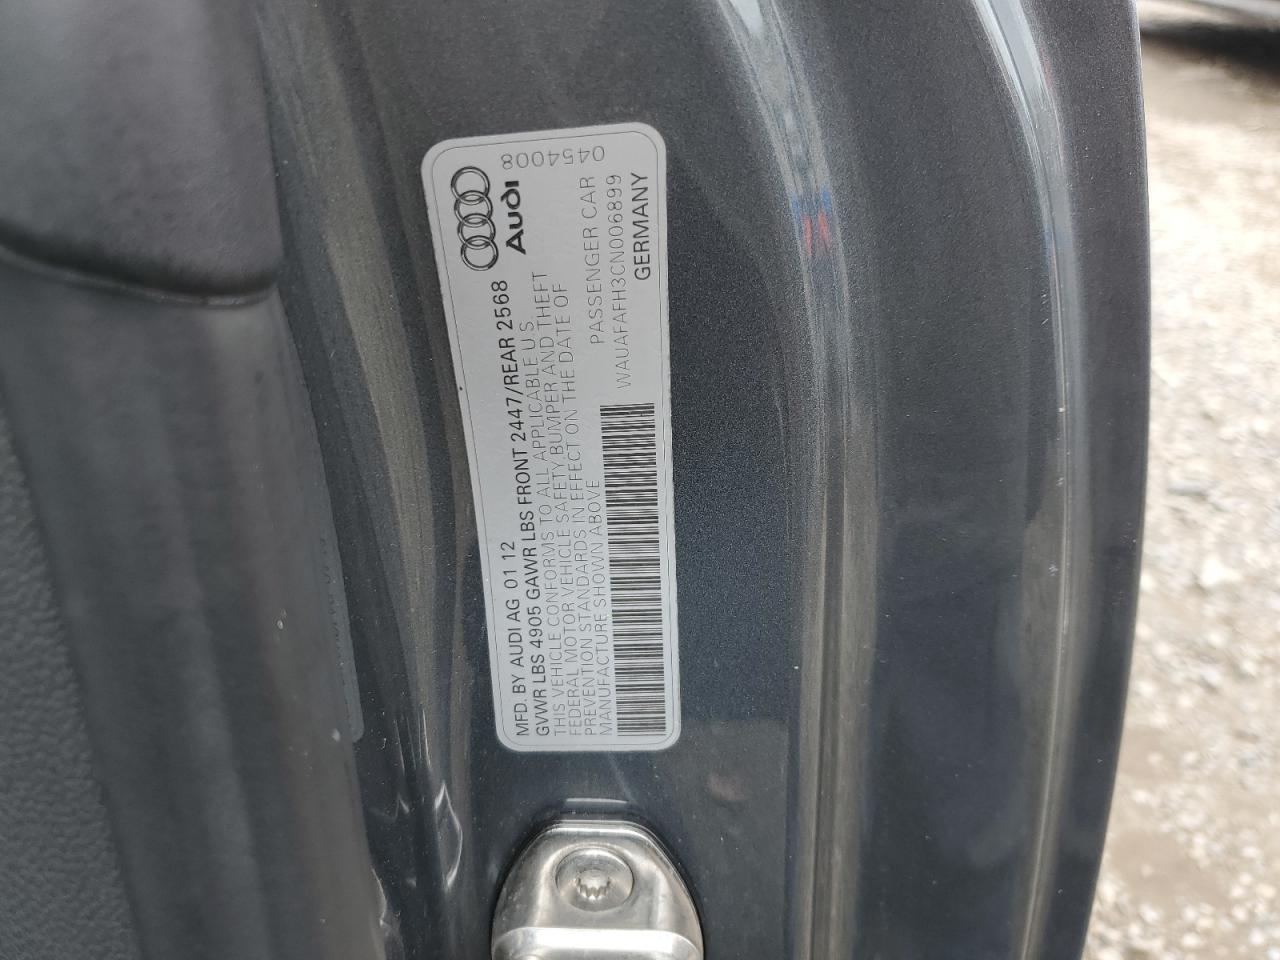 0454008
Audi
MFD. BY AUDI AG 01 12
GVWR LBS 4905 GAWR LBS FRONT 2447/REAR 2568
THIS VEHICLE CONFORMS TO ALL APPLICABLE U.S.
FEDERAL MOTOR VEHICLE SAFETY, BUMPER AND THEFT
PREVENTION STANDARDS IN EFFECT ON THE DATE OF
MANUFACTURE SHOWN ABOVE
PASSENGER CAR
WAUAFAFH3CN006899
GERMANY